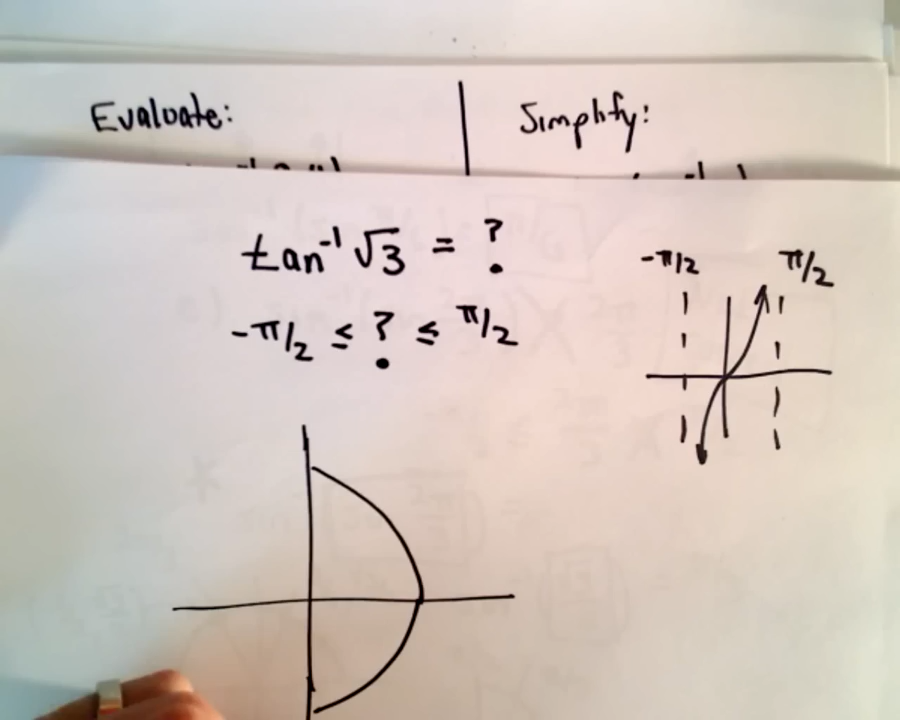 Evaluate:
Simplify:
tan⁻¹ √3 = ?
-π/2 ≤ ? ≤ π/2
-π/2
π/2